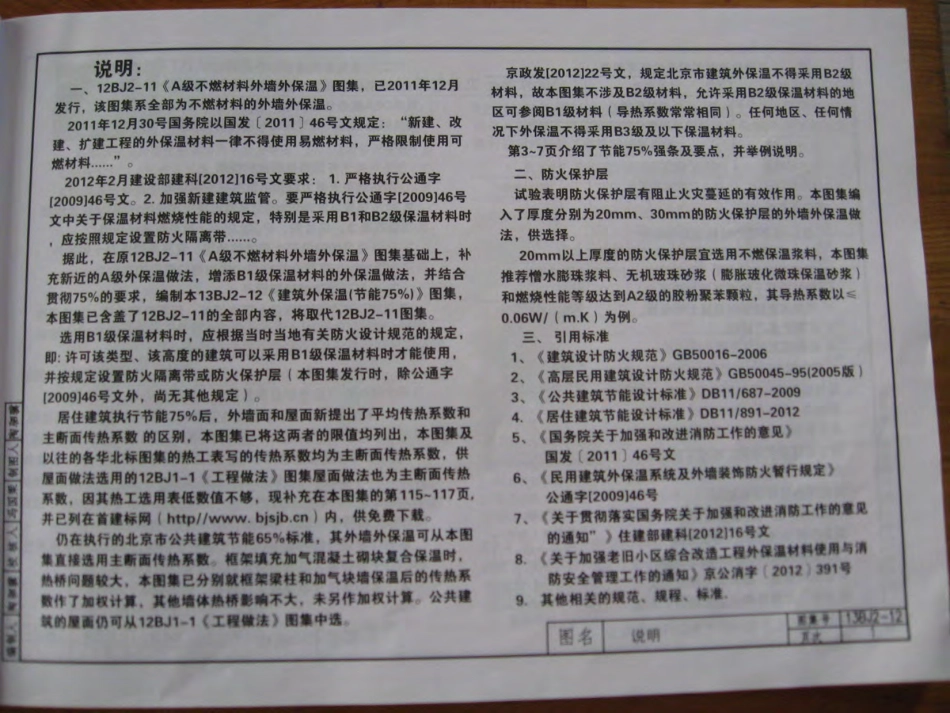 说明：
一、12BJ2-11《A级不燃材料外墙外保温》图集，已2011年12月
发行，该图集系全部为不燃材料的外墙外保温。
2011年12月30号国务院以国发〔2011〕46号文规定：“新建、改
建、扩建工程的外保温材料一律不得使用易燃材料，严格限制使用可
燃材料……”。
2012年2月建设部建科[2012]16号文要求：1. 严格执行公通字
[2009]46号文。2. 加强新建建筑监管。要严格执行公通字[2009]46号
文中关于保温材料燃烧性能的规定，特别是采用B1和B2级保温材料时
，应按照规定设置防火隔离带……。
据此，在原12BJ2-11《A级不燃材料外墙外保温》图集基础上，补
充新近的A级外保温做法，增添B1级保温材料的外保温做法，并结合
贯彻75%的要求，编制本13BJ2-12《建筑外保温(节能75%)》图集，
本图集已含盖了12BJ2-11的全部内容，将取代12BJ2-11图集。
选用B1级保温材料时，应根据当时当地有关防火设计规范的规定，
即:许可该类型、该高度的建筑可以采用B1级保温材料时才能使用，
并按规定设置防火隔离带或防火保护层（本图集发行时，除公通字
[2009]46号文外，尚无其他规定）。
居住建筑执行节能75%后，外墙面和屋面新提出了平均传热系数和
主断面传热系数 的区别，本图集已将这两者的限值均列出，本图集及
以往的各华北标图集的热工表写的传热系数均为主断面传热系数，供
屋面做法选用的12BJ1-1《工程做法》图集屋面做法也为主断面传热
系数，因其热工选用表低数值不够，现补充在本图集的第115~117页,
并已列在首建标网（http//www. bjsjb.cn）内，供免费下载。
仍在执行的北京市公共建筑节能65%标准，其外墙外保温可从本图
集直接选用主断面传热系数。框架填充加气混凝土砌块复合保温时，
热桥问题较大，本图集已分别就框架梁柱和加气块墙保温后的传热系
数作了加权计算，其他墙体热桥影响不大，未另作加权计算。公共建
筑的屋面仍可从12BJ1-1《工程做法》图集中选。
京政发[2012]22号文，规定北京市建筑外保温不得采用B2级
材料，故本图集不涉及B2级材料，允许采用B2级保温材料的地
区可参阅B1级材料（导热系数常常相同）。任何地区、任何情
况下外保温不得采用B3级及以下保温材料。
第3~7页介绍了节能75%强条及要点，并举例说明。
二、防火保护层
试验表明防火保护层有阻止火灾蔓延的有效作用。本图集编
入了厚度分别为20mm、30mm的防火保护层的外墙外保温做
法，供选择。
20mm以上厚度的防火保护层宜选用不燃保温浆料，本图集
推荐憎水膨珠浆料、无机玻珠砂浆（膨胀玻化微珠保温砂浆）
和燃烧性能等级达到A2级的胶粉聚苯颗粒，其导热系数以≤
0.06W/（m.K）为例。
三、 引用标准
1、《建筑设计防火规范》GB50016-2006
2、《高层民用建筑设计防火规范》GB50045-95(2005版)
3、《公共建筑节能设计标准》DB11/687-2009
4、《居住建筑节能设计标准》DB11/891-2012
5、《国务院关于加强和改进消防工作的意见》
国发［2011］46号文
6、《民用建筑外保温系统及外墙装饰防火暂行规定》
公通字[2009]46号
7、《关于贯彻落实国务院关于加强和改进消防工作的意见
的通知”》住建部建科[2012]16号文
8.《关于加强老旧小区综合改造工程外保温材料使用与消
防安全管理工作的通知》京公消字〔2012〕391号
9. 其他相关的规范、规程、标准.
图名 说明 图集号 13BJ2-12
页次 1